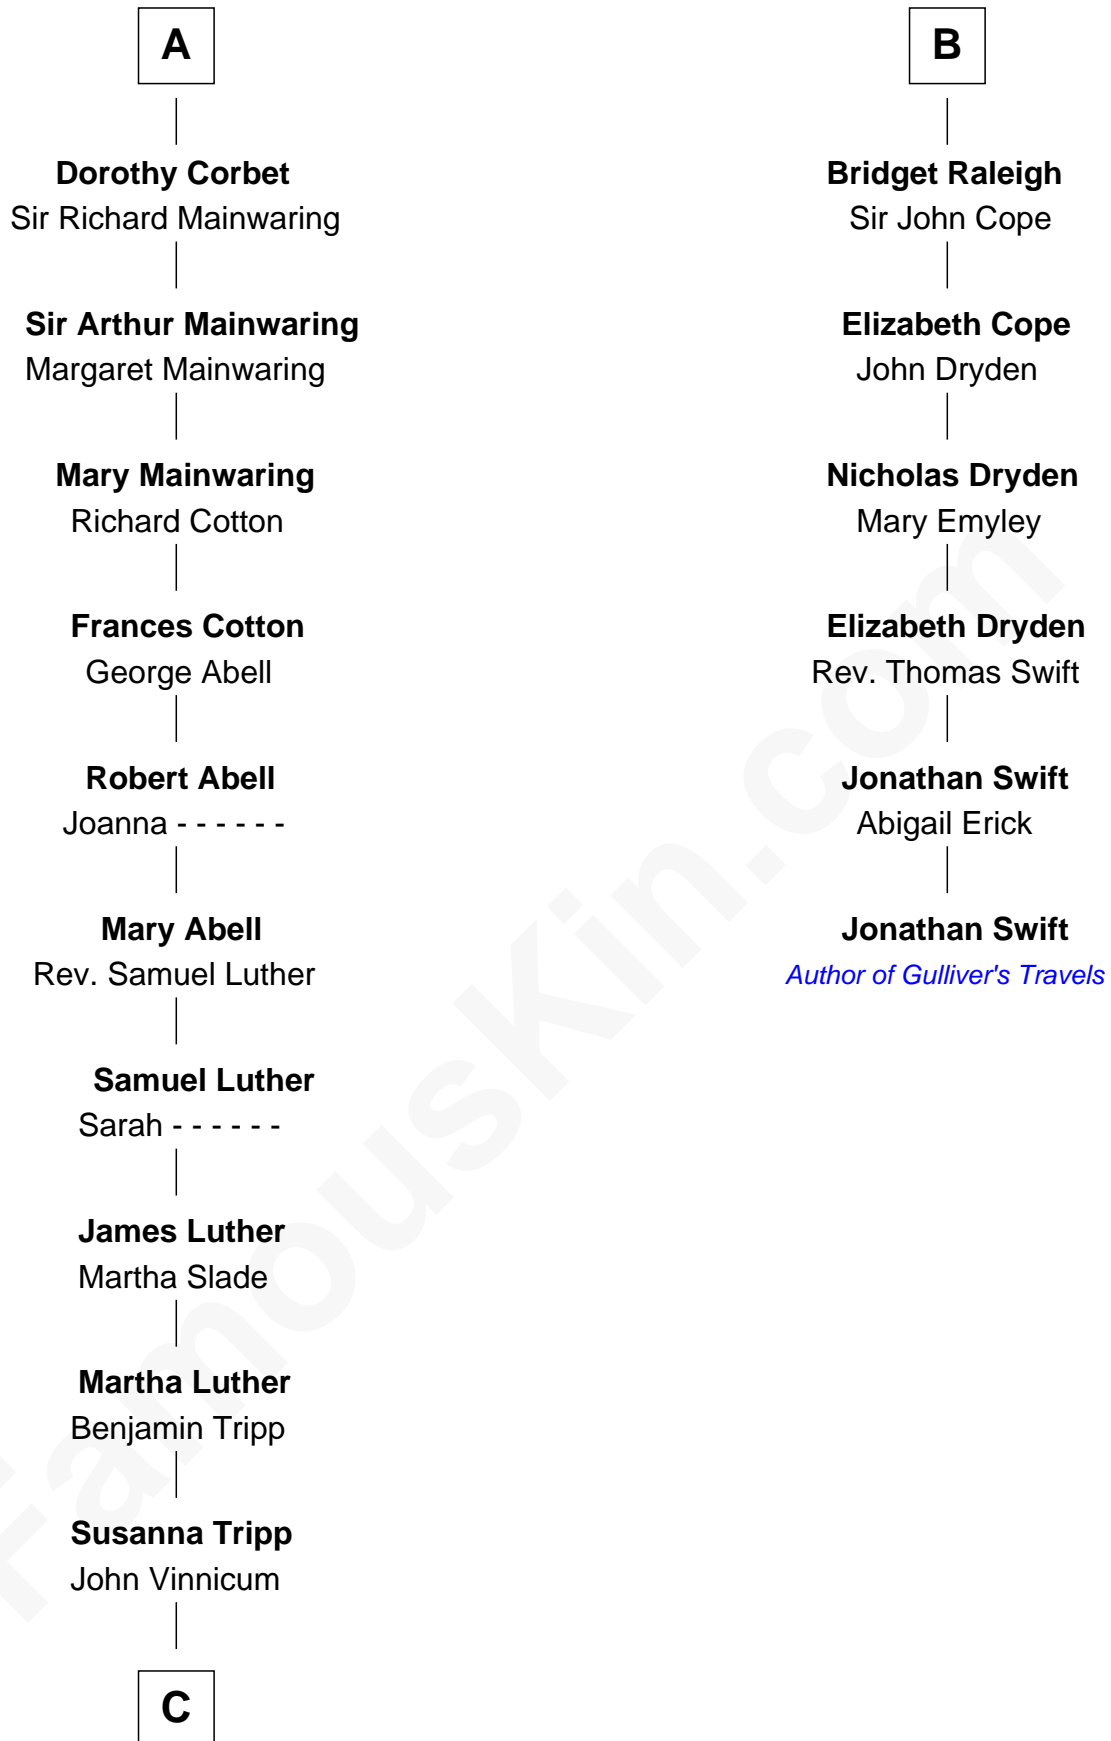 A
Dorothy Corbet
Sir Richard Mainwaring
Sir Arthur Mainwaring
Margaret Mainwaring
Mary Mainwaring
Richard Cotton
Frances Cotton
George Abell
Robert Abell
Joanna - - - - - -
Mary Abell
Rev. Samuel Luther
Samuel Luther
Sarah - - - - - -
James Luther
Martha Slade
Martha Luther
Benjamin Tripp
Susanna Tripp
John Vinnicum
C
B
Bridget Raleigh
Sir John Cope
Elizabeth Cope
John Dryden
Nicholas Dryden
Mary Emyley
Elizabeth Dryden
Rev. Thomas Swift
Jonathan Swift
Abigail Erick
Jonathan Swift
Author of Gulliver's Travels
FamousKin.com